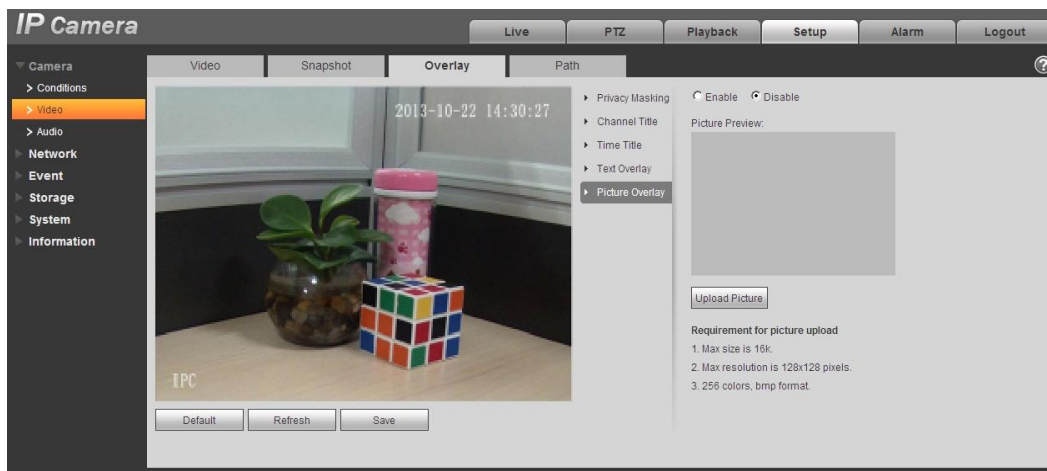 IP Camera
Live
PTZ
Playback
Setup
Alarm
Logout
Camera
Conditions
Video
Audio
Network
Event
Storage
System
Information
Video
Snapshot
Overlay
Path
?
2013-10-22 14:30:27
IPC
Default
Refresh
Save
Privacy Masking
Channel Title
Time Title
Text Overlay
Picture Overlay
Enable
Disable
Picture Preview:
Upload Picture
Requirement for picture upload
1. Max size is 16k.
2. Max resolution is 128x128 pixels.
3. 256 colors, bmp format.